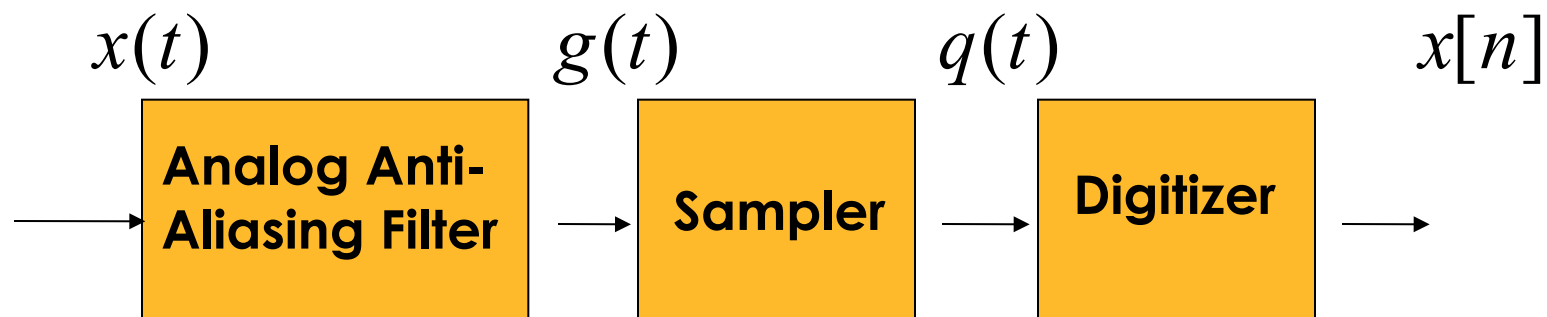 x(t) g(t) q(t) x[n]
Analog Anti-
Aliasing Filter
Sampler
Digitizer